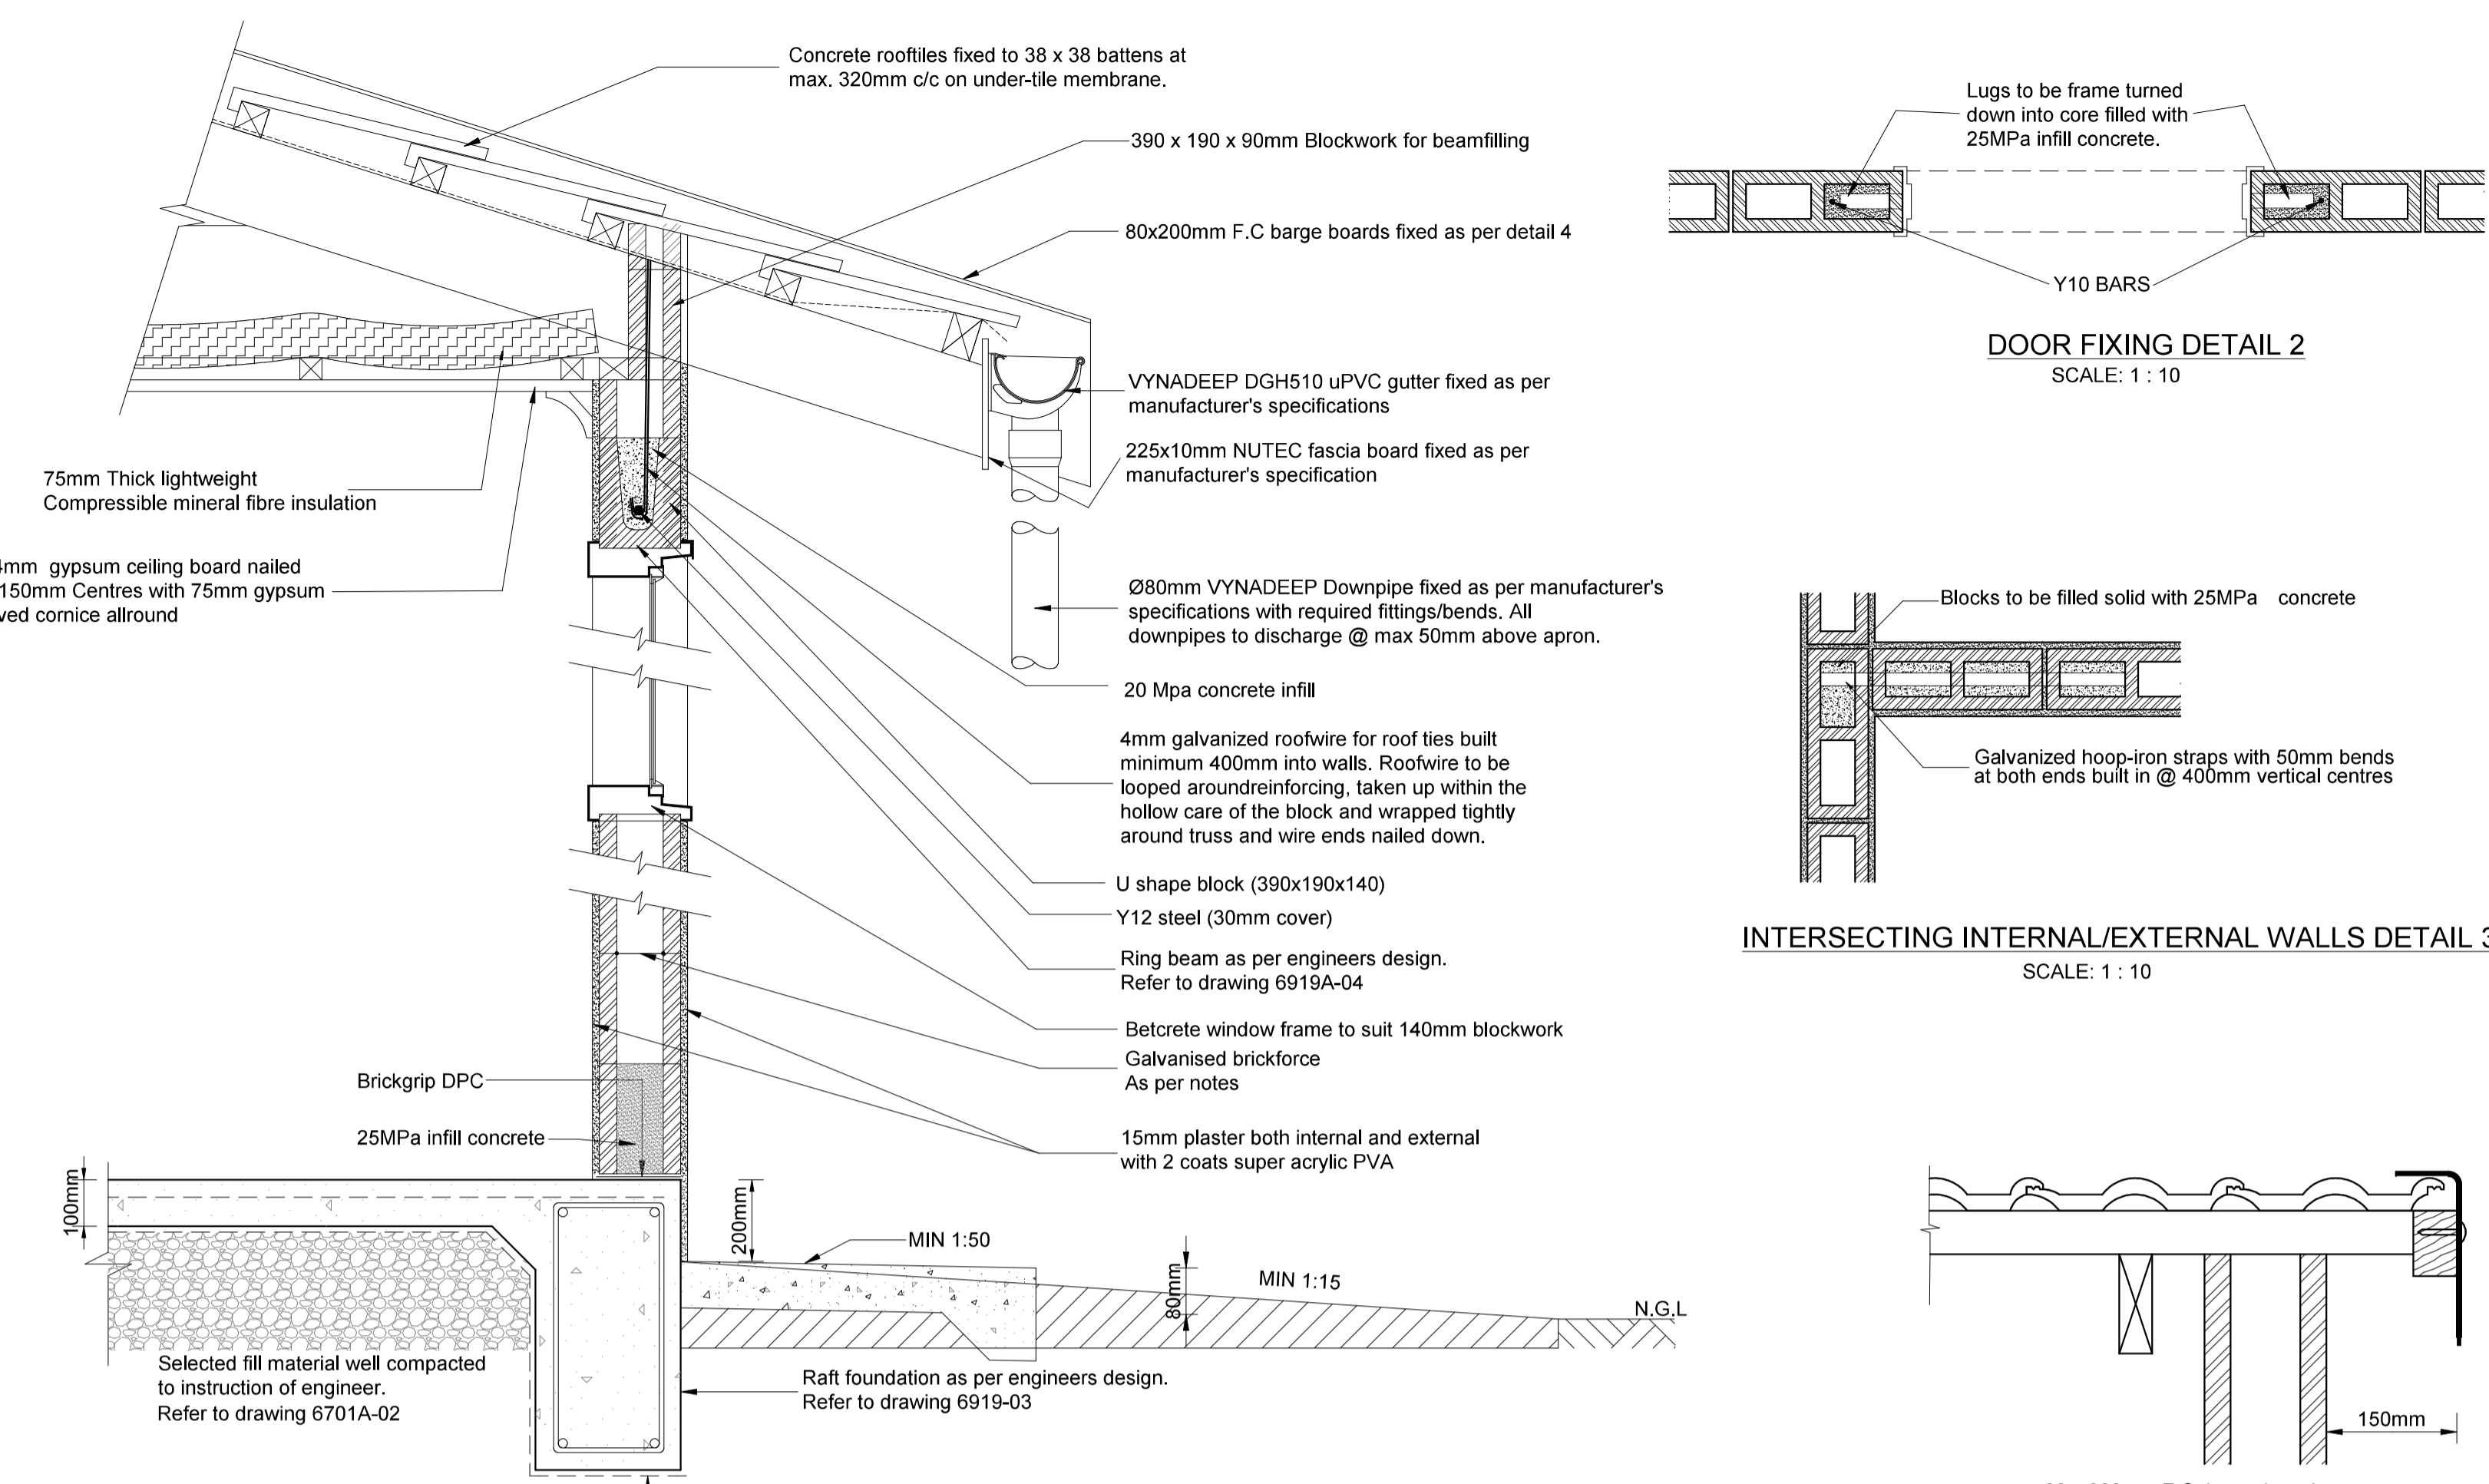 Concrete rooftiles fixed to 38 x 38 battens at
max. 320mm c/c on under-tile membrane.
390 x 190 x 90mm Blockwork for beamfilling
80x200mm F.C barge boards fixed as per detail 4
VYNADEEP DGH510 uPVC gutter fixed as per
manufacturer's specifications
225x10mm NUTEC fascia board fixed as per
manufacturer's specification
75mm Thick lightweight
Compressible mineral fibre insulation
mm gypsum ceiling board nailed
150mm Centres with 75mm gypsum
ved cornice allround
Ø80mm VYNADEEP Downpipe fixed as per manufacturer's
specifications with required fittings/bends. All
downpipes to discharge @ max 50mm above apron.
20 Mpa concrete infill
4mm galvanized roofwire for roof ties built
minimum 400mm into walls. Roofwire to be
looped aroundreinforcing, taken up within the
hollow care of the block and wrapped tightly
around truss and wire ends nailed down.
U shape block (390x190x140)
Y12 steel (30mm cover)
Ring beam as per engineers design.
Refer to drawing 6919A-04
Betcrete window frame to suit 140mm blockwork
Galvanised brickforce
As per notes
15mm plaster both internal and external
with 2 coats super acrylic PVA
Brickgrip DPC
25MPa infill concrete
100mm
200mm
MIN 1:50
80mm
MIN 1:15
N.G.L
Selected fill material well compacted
to instruction of engineer.
Refer to drawing 6701A-02
Raft foundation as per engineers design.
Refer to drawing 6919-03
Lugs to be frame turned
down into core filled with
25MPa infill concrete.
Y10 BARS
DOOR FIXING DETAIL 2
SCALE: 1 : 10
Blocks to be filled solid with 25MPa concrete
Galvanized hoop-iron straps with 50mm bends
at both ends built in @ 400mm vertical centres
INTERSECTING INTERNAL/EXTERNAL WALLS DETAIL 3
SCALE: 1 : 10
150mm